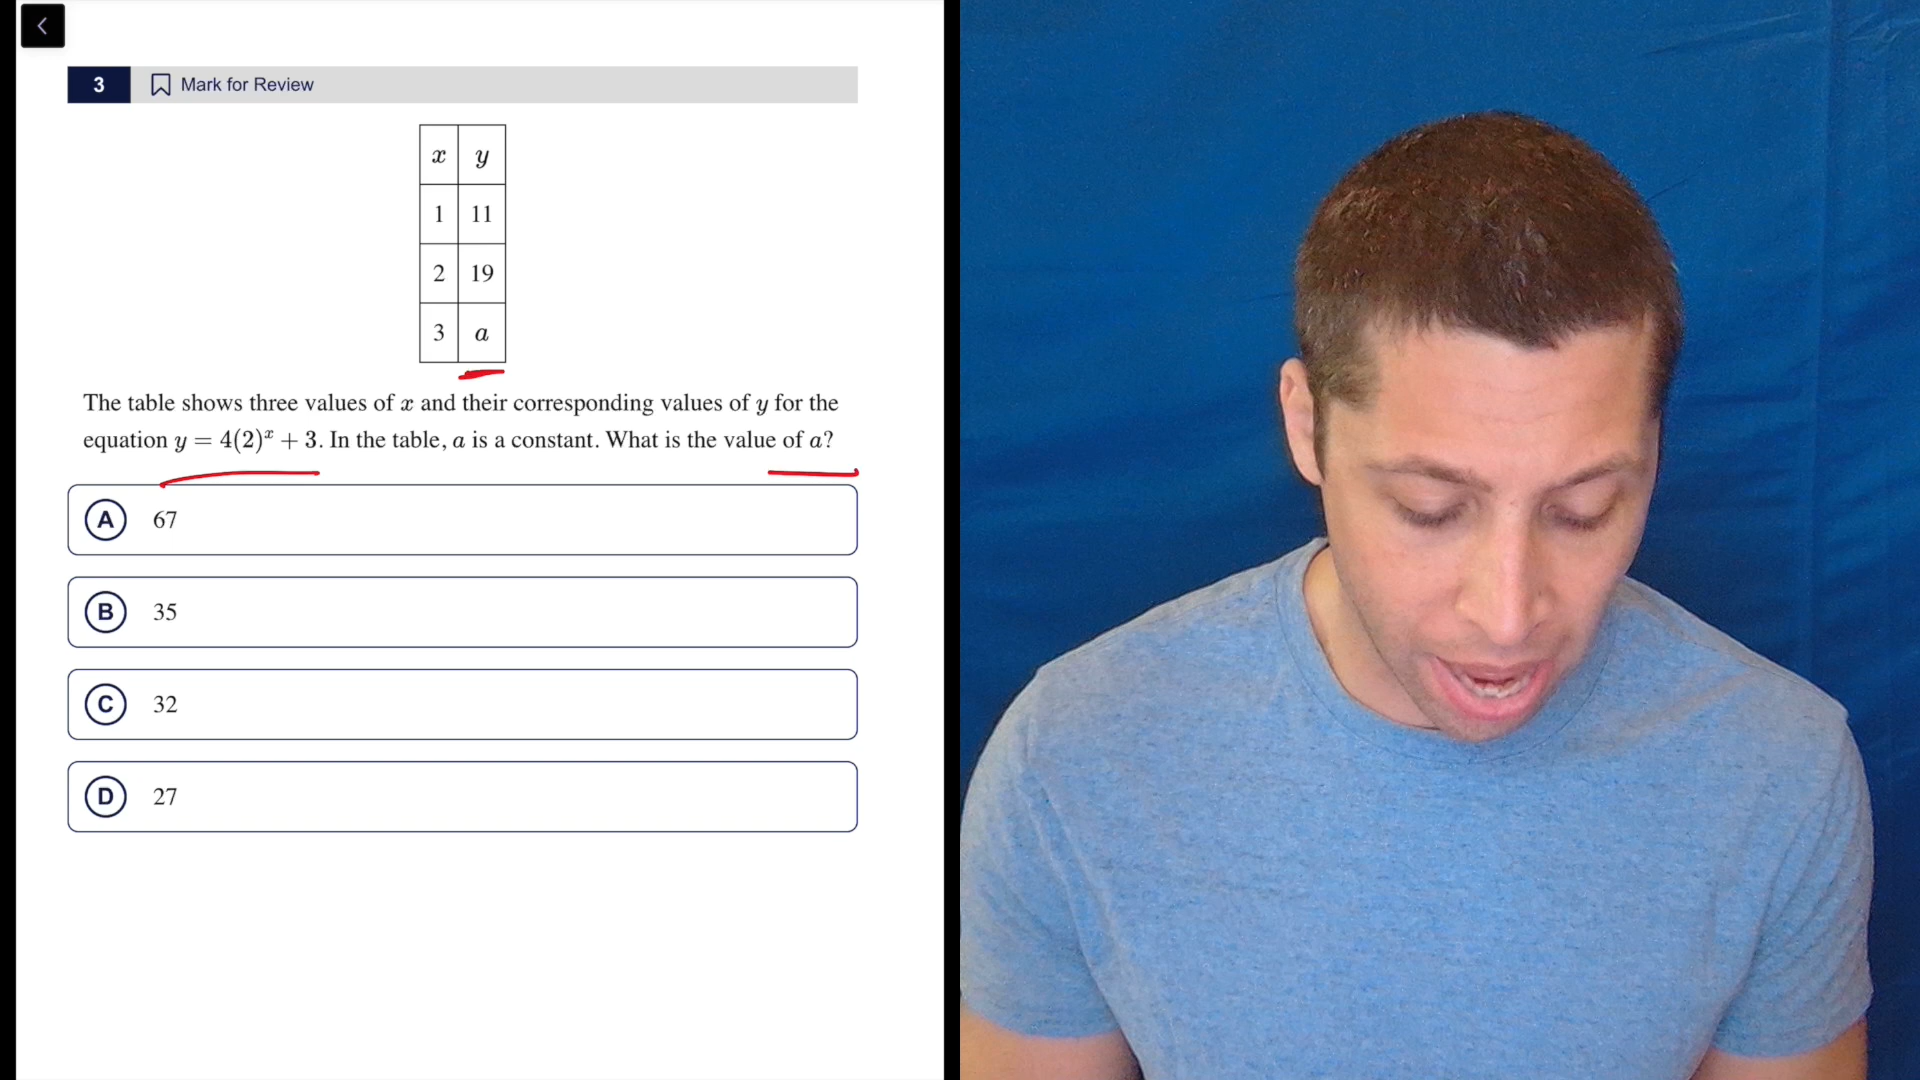 3 Mark for Review
x y
1 11
2 19
3 a
The table shows three values of x and their corresponding values of y for the
equation y = 4(2)ˣ + 3. In the table, a is a constant. What is the value of a?
A 67
B 35
C 32
D 27